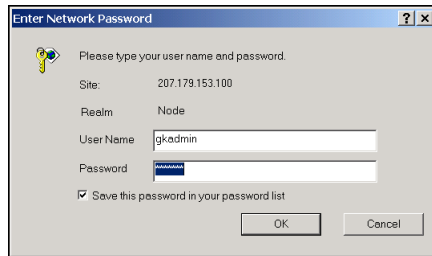 Enter Network Password
Please type your user name and password.
Site: 207.179.153.100
Realm Node
User Name gkadmin
Password
Save this password in your password list
OK Cancel